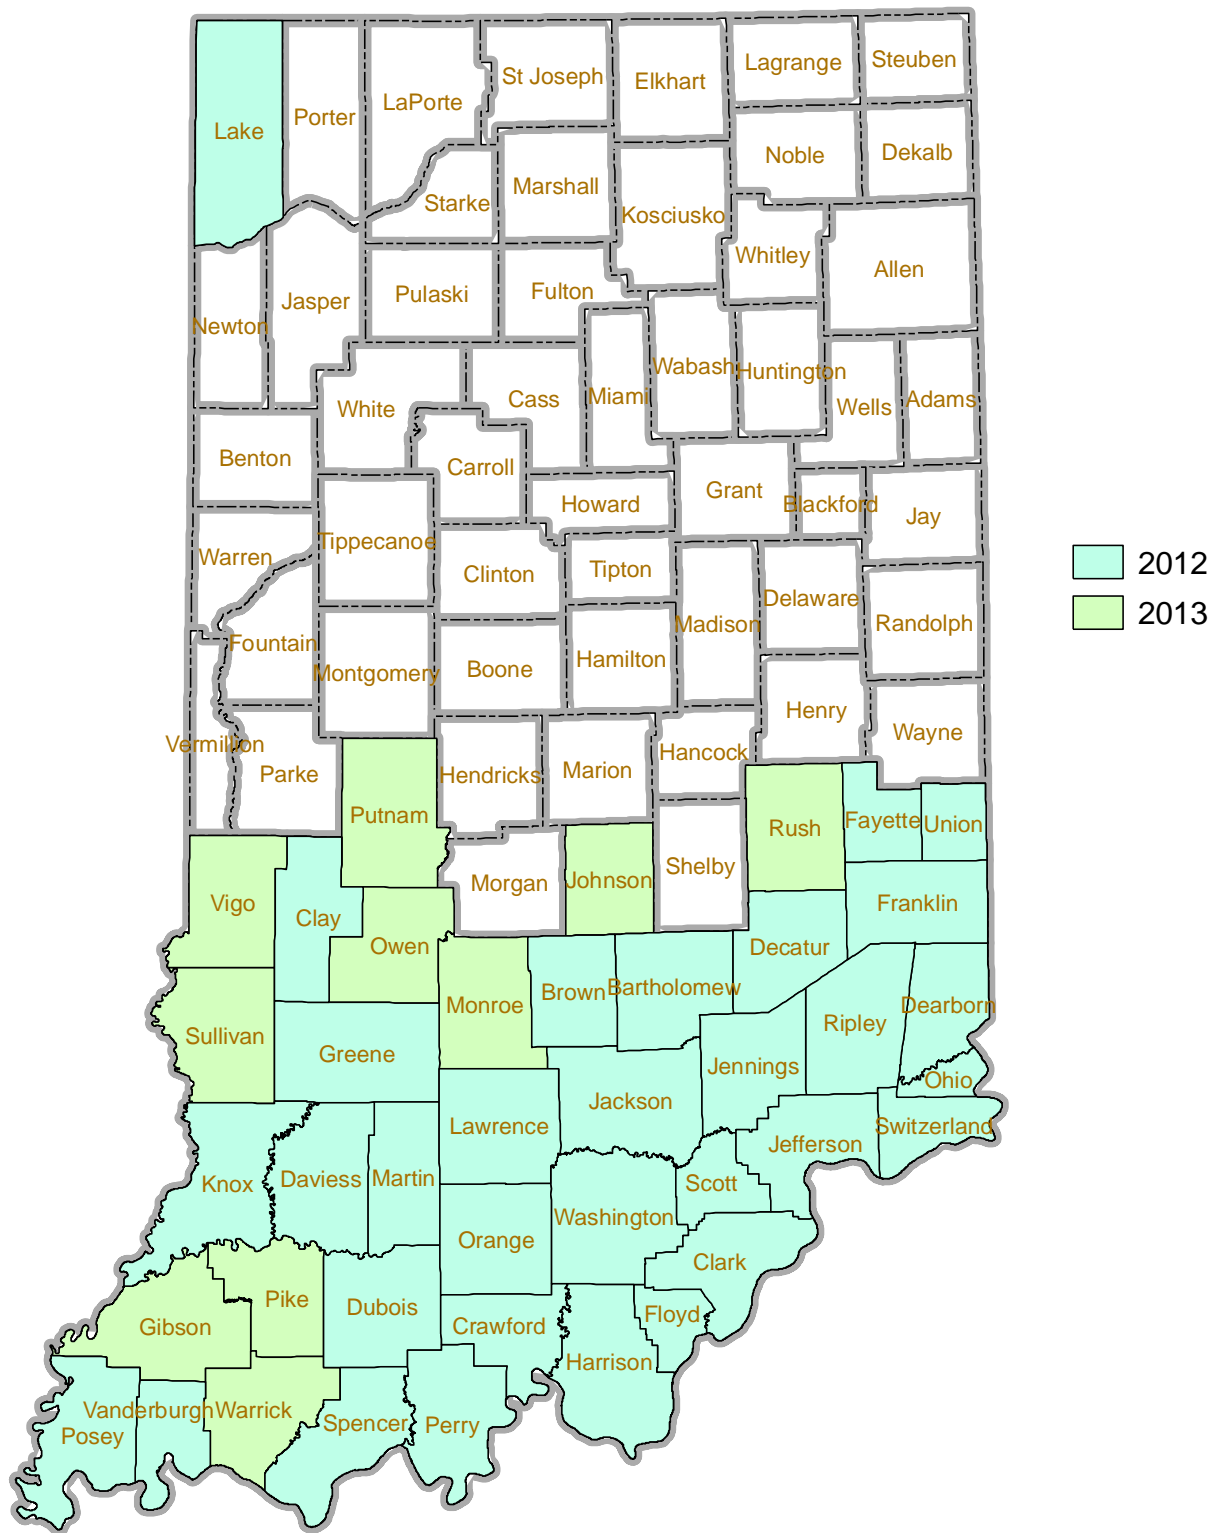 Lake
Porter
LaPorte
St Joseph
Elkhart
Lagrange
Steuben
Noble
Dekalb
Starke
Marshall
Kosciusko
Whitley
Allen
Newton
Jasper
Pulaski
Fulton
White
Cass
Miami
Wabash
Huntington
Wells
Adams
Benton
Carroll
Howard
Grant
Blackford
Jay
Warren
Tippecanoe
Clinton
Tipton
Madison
Delaware
Randolph
Fountain
Montgomery
Boone
Hamilton
Henry
Wayne
Vermillion
Parke
Hendricks
Marion
Hancock
Putnam
Rush
Fayette
Union
Vigo
Clay
Owen
Morgan
Johnson
Shelby
Franklin
Decatur
Sullivan
Greene
Monroe
Brown
Bartholomew
Jennings
Ripley
Dearborn
Ohio
Jackson
Lawrence
Jefferson
Switzerland
Knox
Daviess
Martin
Orange
Washington
Scott
Clark
Gibson
Pike
Dubois
Crawford
Harrison
Floyd
Posey
Vanderburgh
Warrick
Spencer
Perry
2012
2013